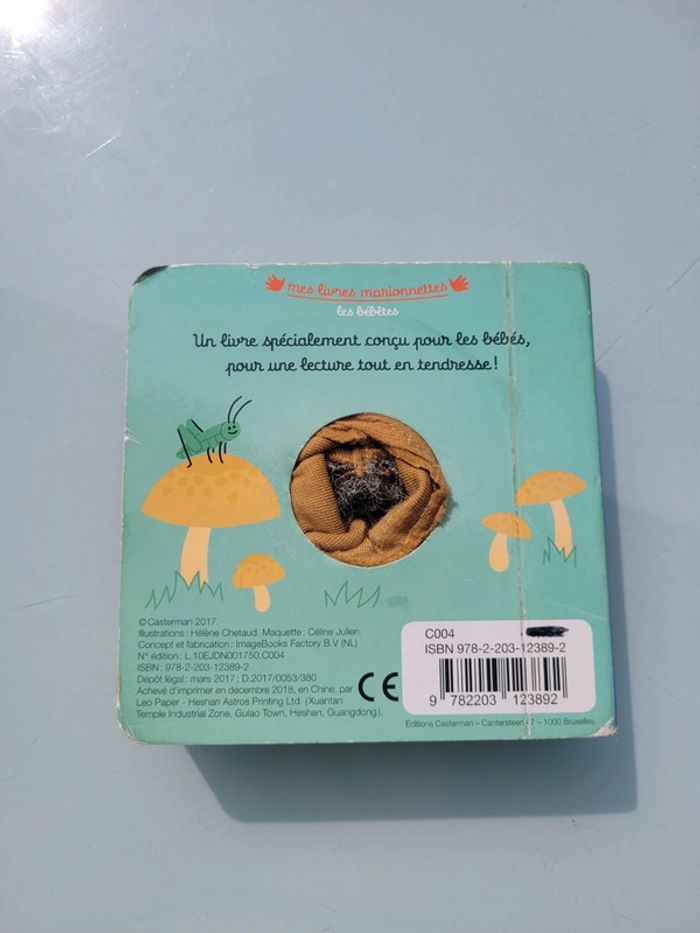 mes livres marionnettes
les bébêtes
Un livre spécialement conçu pour les bébés,
pour une lecture tout en tendresse !
© Casterman 2017.
Illustrations : Hélène Chetaud. Maquette : Céline Julien.
Concept et fabrication : ImageBooks Factory B.V (NL)
N° édition : L.10EJDN001750.C004
ISBN : 978-2-203-12389-2
Dépôt légal : mars 2017 ; D.2017/0053/380
Achevé d'imprimer en décembre 2018, en Chine, par
Leo Paper - Heshan Astros Printing Ltd. (Xuantan
Temple Industrial Zone, Gulao Town, Heshan, Guangdong).
CE
C004
ISBN 978-2-203-12389-2
9 782203 123892
Éditions Casterman – Cantersteen 47 – 1000 Bruxelles